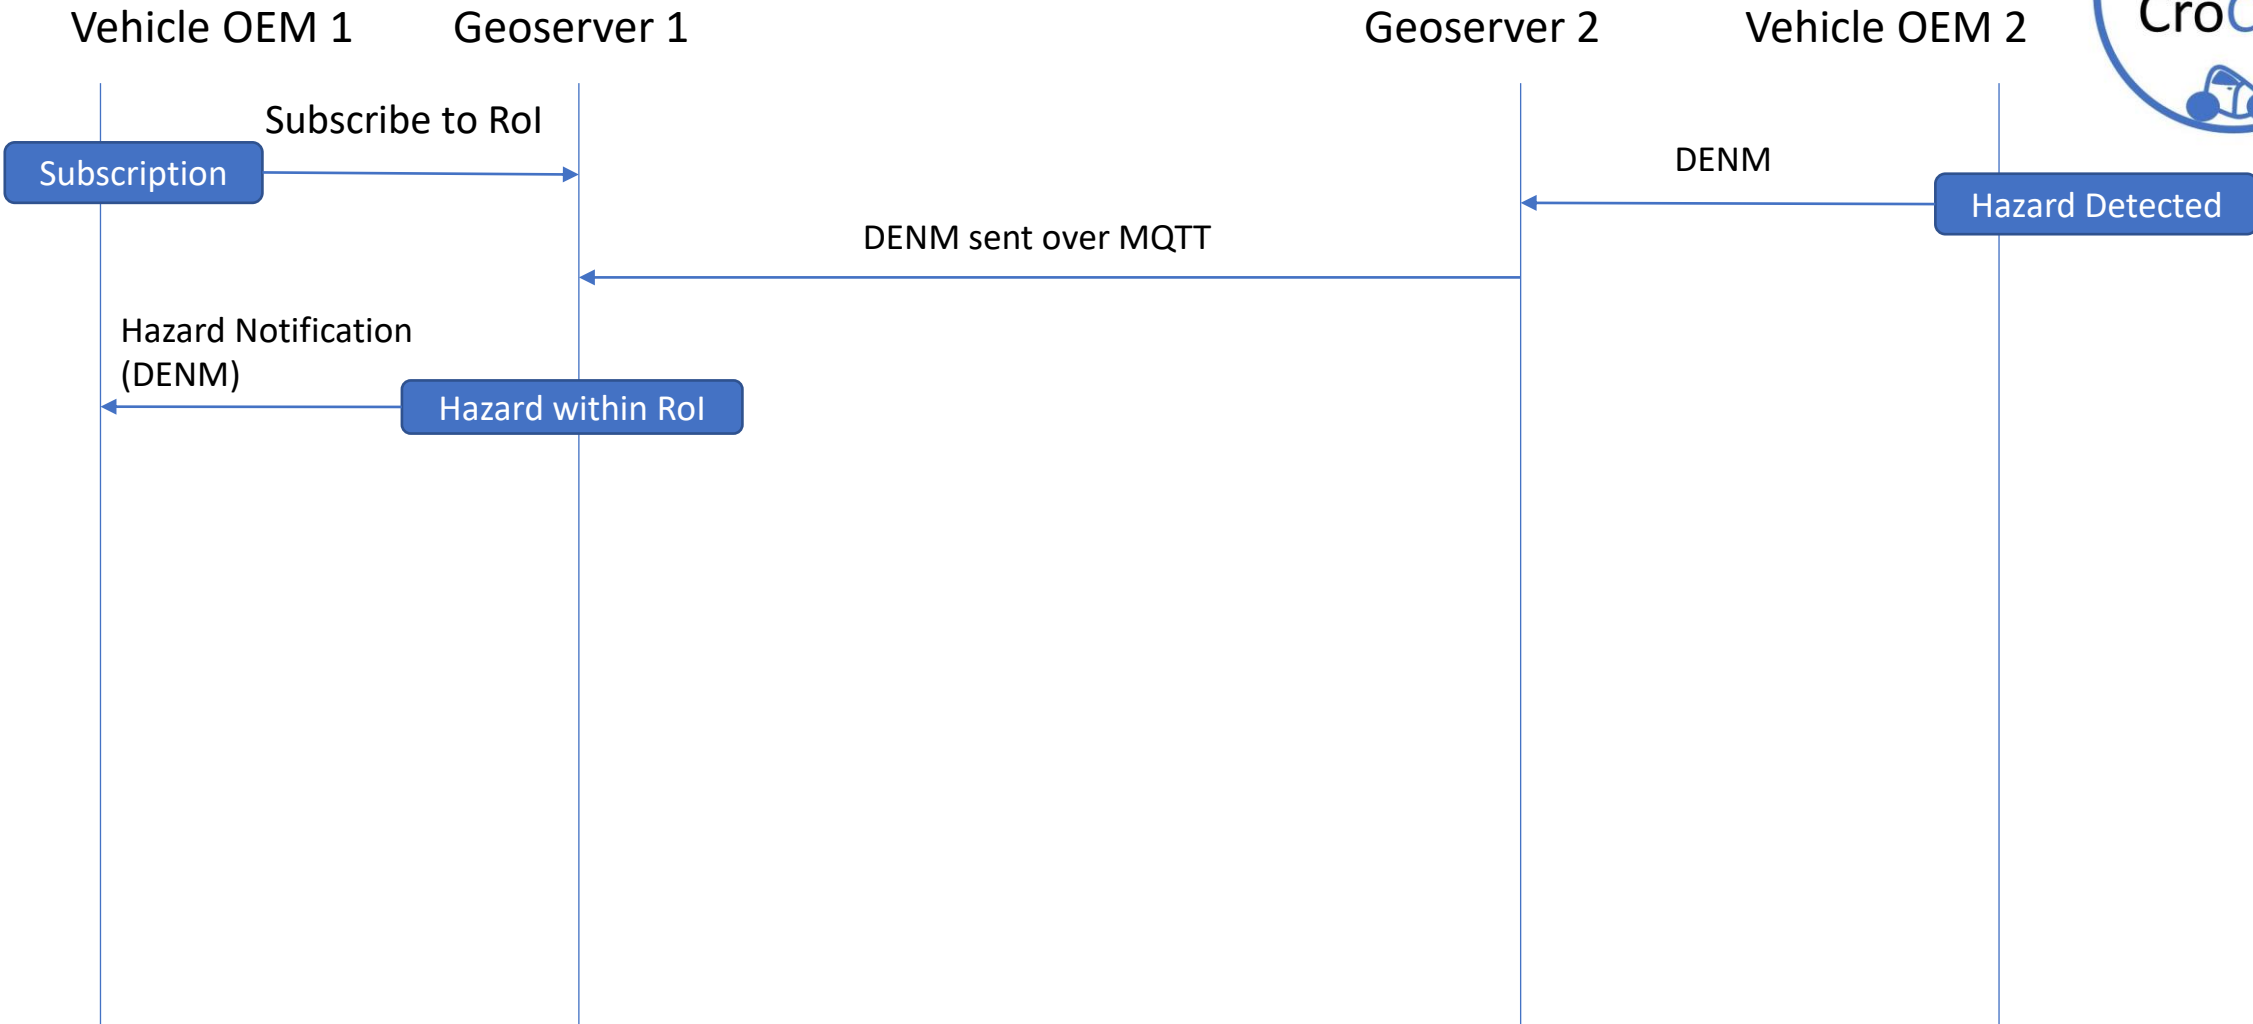 Vehicle OEM 1
Geoserver 1
Geoserver 2
Vehicle OEM 2
Subscribe to RoI
Subscription
DENM
Hazard Detected
DENM sent over MQTT
Hazard Notification
(DENM)
Hazard within RoI